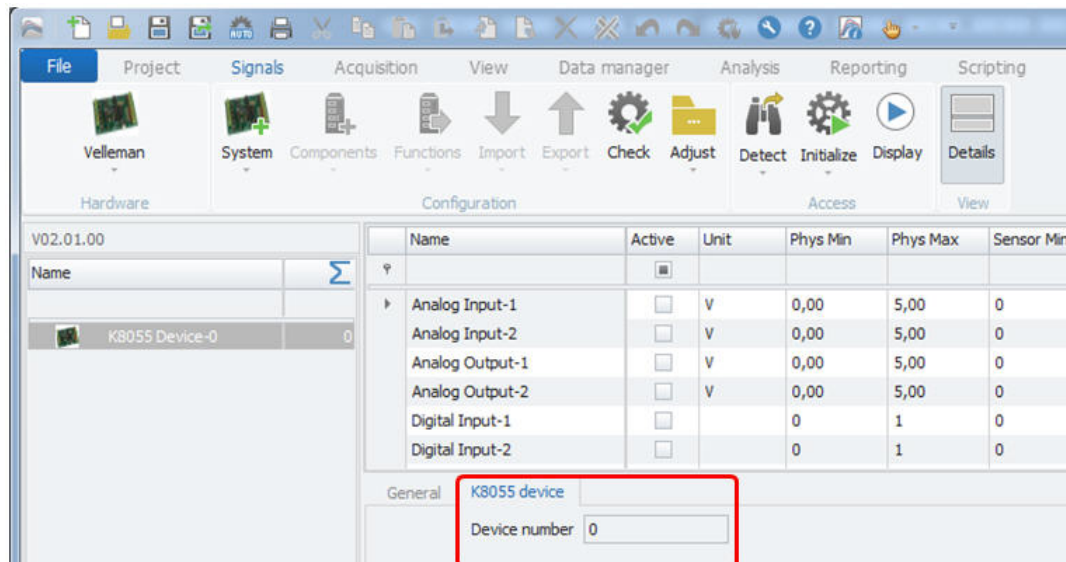 AUTO
File Project Signals Acquisition View Data manager Analysis Reporting Scripting
Velleman System Components Functions Import Export Check Adjust Detect Initialize Display Details
Hardware Configuration Access View
V02.01.00
Name Σ
K8055 Device-0 0
Name Active Unit Phys Min Phys Max Sensor Min
Analog Input-1 V 0,00 5,00 0
Analog Input-2 V 0,00 5,00 0
Analog Output-1 V 0,00 5,00 0
Analog Output-2 V 0,00 5,00 0
Digital Input-1 0 1 0
Digital Input-2 0 1 0
General K8055 device
Device number 0